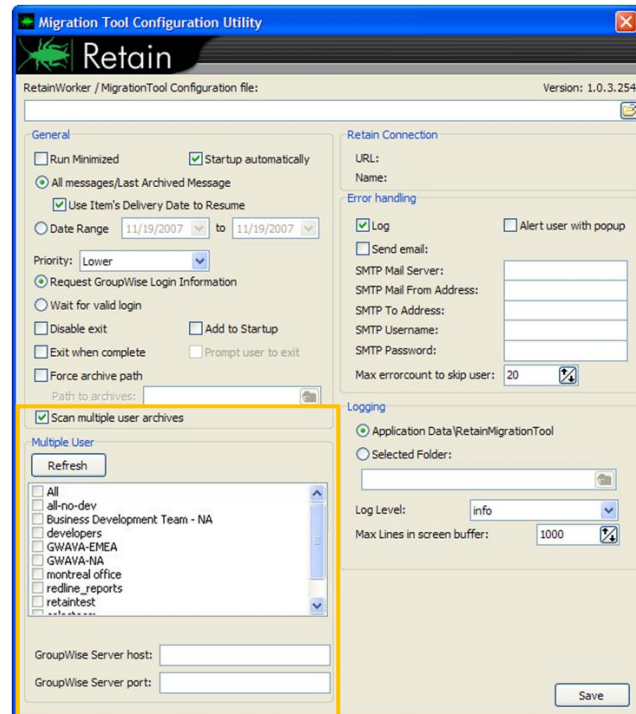 Migration Tool Configuration Utility
Retain
RetainWorker / MigrationTool Configuration file:
Version: 1.0.3.254
General
Run Minimized
Startup automatically
All messages/Last Archived Message
Use Item's Delivery Date to Resume
Date Range
11/19/2007
to
11/19/2007
Priority:
Lower
Request GroupWise Login Information
Wait for valid login
Disable exit
Add to Startup
Exit when complete
Prompt user to exit
Force archive path
Path to archives:
Scan multiple user archives
Multiple User
Refresh
All
all-no-dev
Business Development Team - NA
developers
GWAVA-EMEA
GWAVA-NA
montreal office
redline_reports
retaintest
GroupWise Server host:
GroupWise Server port:
Retain Connection
URL:
Name:
Error handling
Log
Alert user with popup
Send email:
SMTP Mail Server:
SMTP Mail From Address:
SMTP To Address:
SMTP Username:
SMTP Password:
Max errorcount to skip user:
20
Logging
Application Data\RetainMigrationTool
Selected Folder:
Log Level:
info
Max Lines in screen buffer:
1000
Save